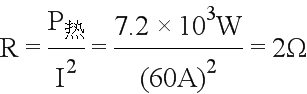 R = P热/I² = 7.2 × 10³W/(60A)² = 2Ω